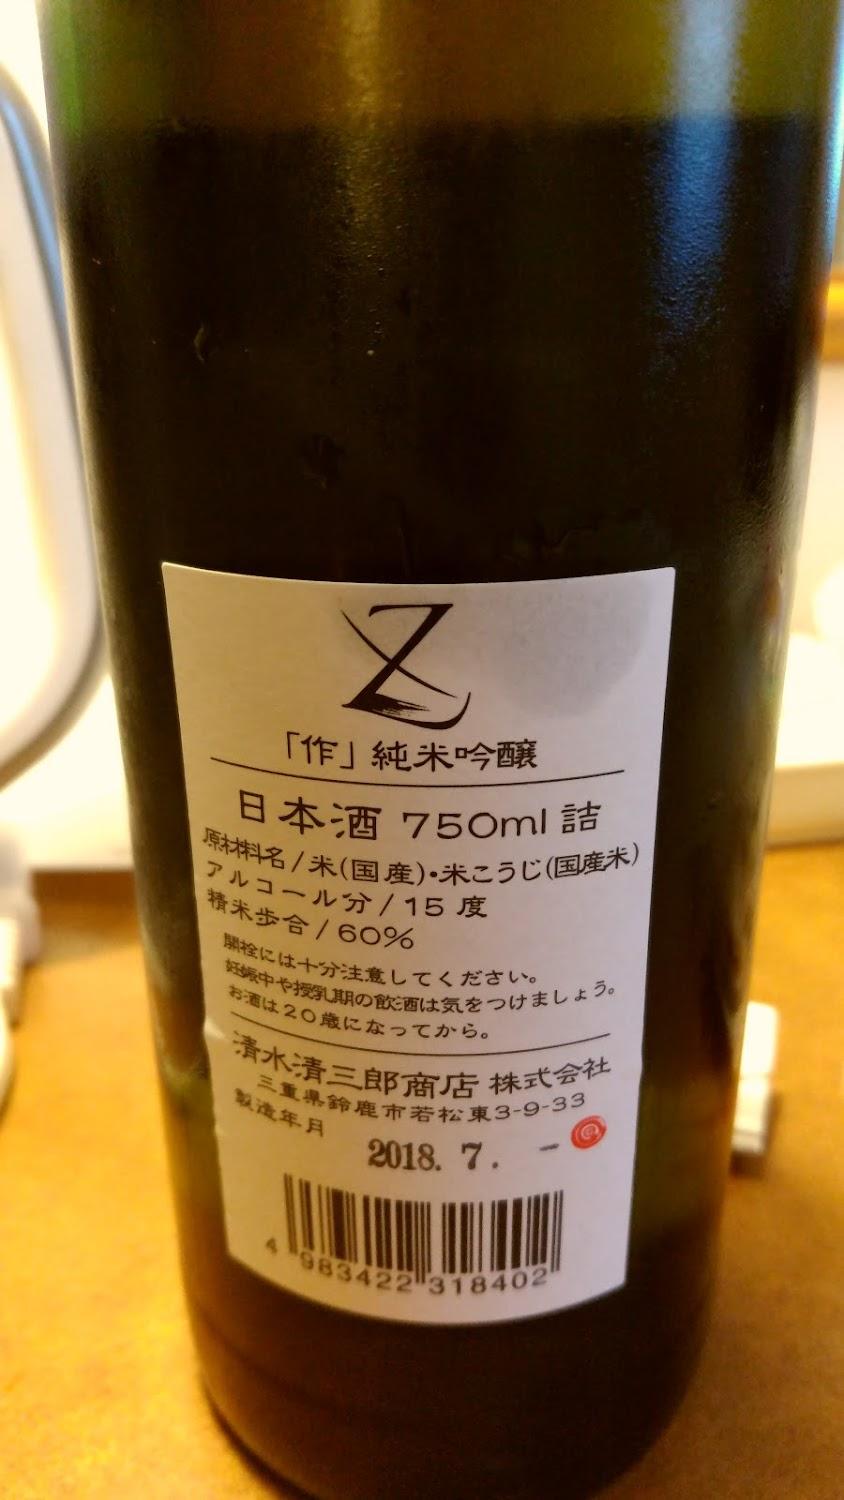 Z
「作」純米吟醸
日本酒 750ml 詰
原材料名/米(国産)・米こうじ(国産米)
アルコール分/15度
精米歩合/60%
開栓には十分注意してください。
妊娠中や授乳期の飲酒は気をつけましょう。
お酒は20歳になってから。
清水清三郎商店 株式会社
三重県鈴鹿市若松東3-9-33
製造年月
2018. 7. -
4 983422 318402